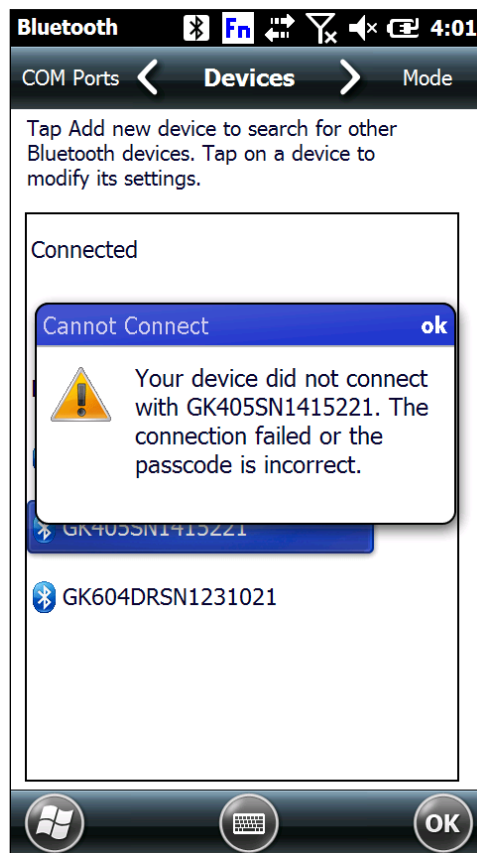 Bluetooth Fn 4:01
COM Ports Devices Mode
Tap Add new device to search for other
Bluetooth devices. Tap on a device to
modify its settings.
Connected
Cannot Connect ok
Your device did not connect
with GK405SN1415221. The
connection failed or the
passcode is incorrect.
GK405SN1415221
GK604DRSN1231021
OK